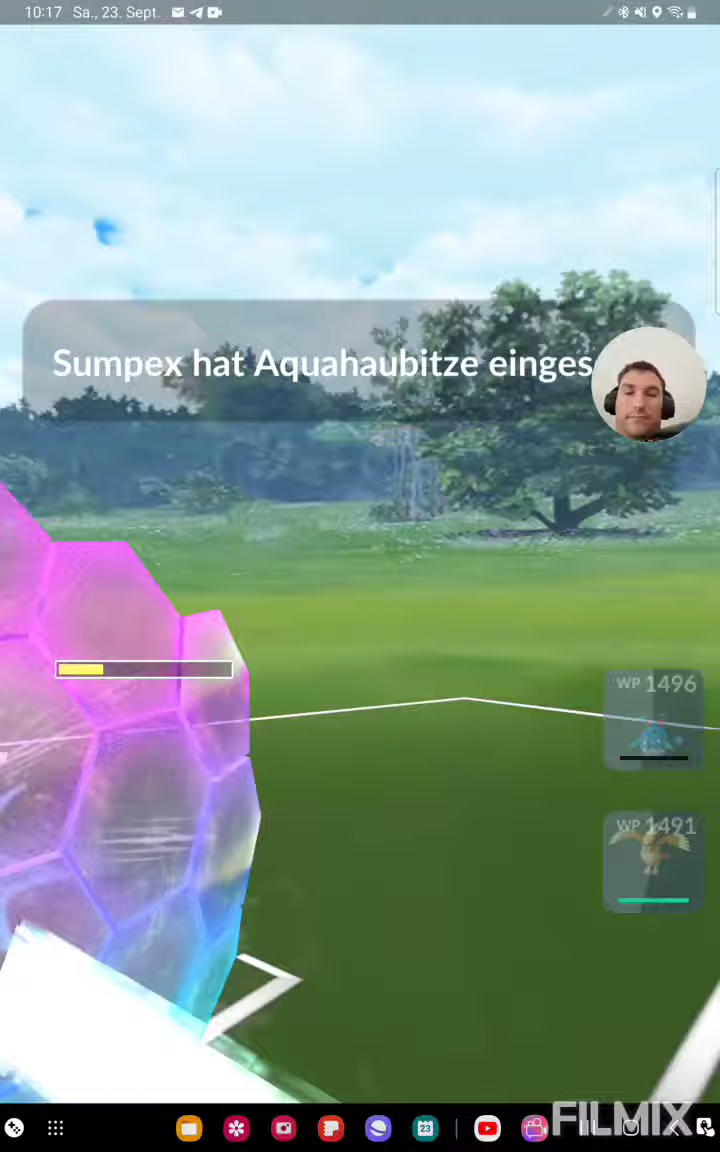 10:17 Sa., 23. Sept.
Sumpex hat Aquahaubitze einges
WP 1496
WP 1491
23
FILMIX